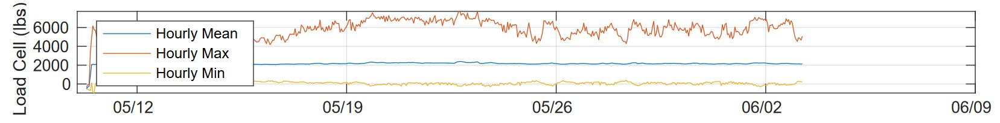 Load Cell (lbs)
6000
4000
2000
0
Hourly Mean
Hourly Max
Hourly Min
05/12 05/19 05/26 06/02 06/09